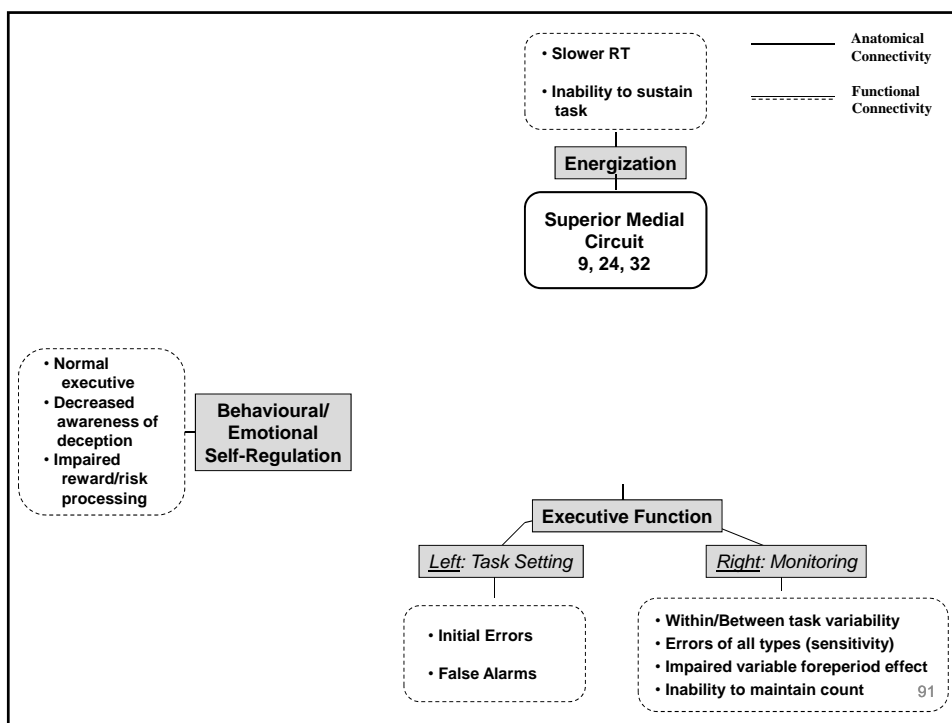 • Slower RT
• Inability to sustain
task
Anatomical
Connectivity
Functional
Connectivity
Energization
Superior Medial
Circuit
9, 24, 32
• Normal
executive
• Decreased
awareness of
deception
• Impaired
reward/risk
processing
Behavioural/
Emotional
Self-Regulation
Executive Function
Left: Task Setting
Right: Monitoring
• Initial Errors
• False Alarms
• Within/Between task variability
• Errors of all types (sensitivity)
• Impaired variable foreperiod effect
• Inability to maintain count
91